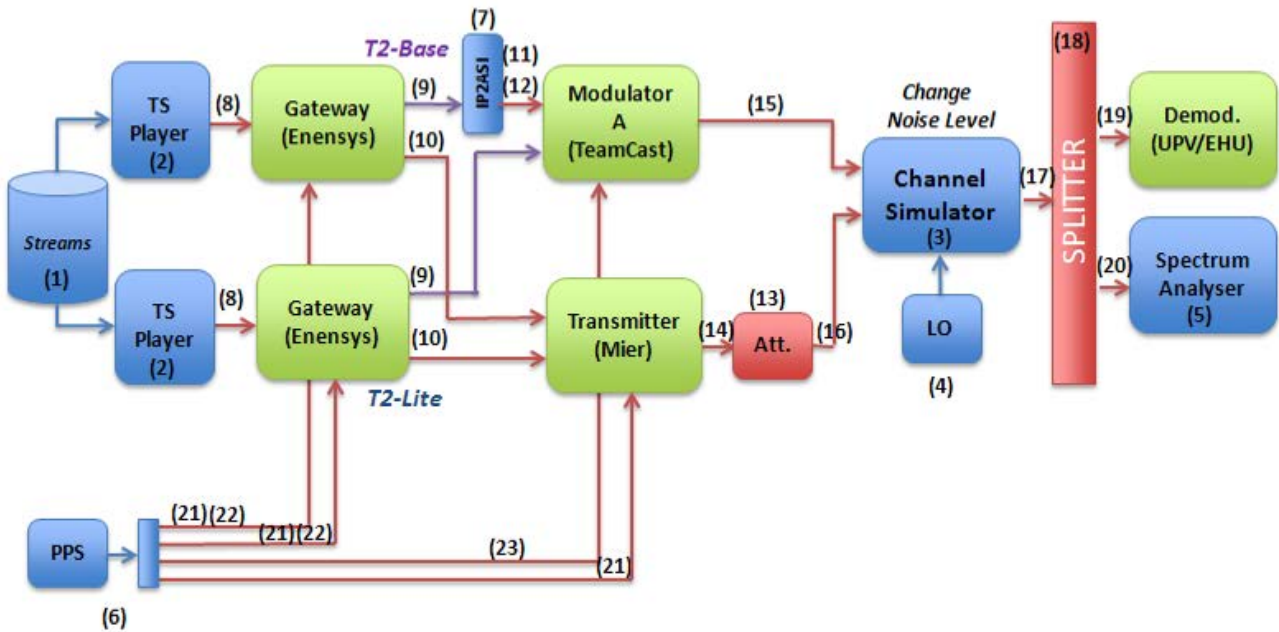 (7)
(18)
T2-Base
(11)
TS
Player
(2)
(8)
Gateway
(Enensys)
(9)
IP2ASI
(12)
Modulator
A
(TeamCast)
(15)
Change
Noise Level
(19)
Demod.
(UPV/EHU)
(10)
Channel
Simulator
(3)
(17)
SPLITTER
Streams
(1)
TS
Player
(2)
(8)
Gateway
(Enensys)
(9)
(10)
Transmitter
(Mier)
(13)
(14)
Att.
(16)
LO
(4)
(20)
Spectrum
Analyser
(5)
T2-Lite
(21)(22)
(21)(22)
PPS
(23)
(21)
(6)